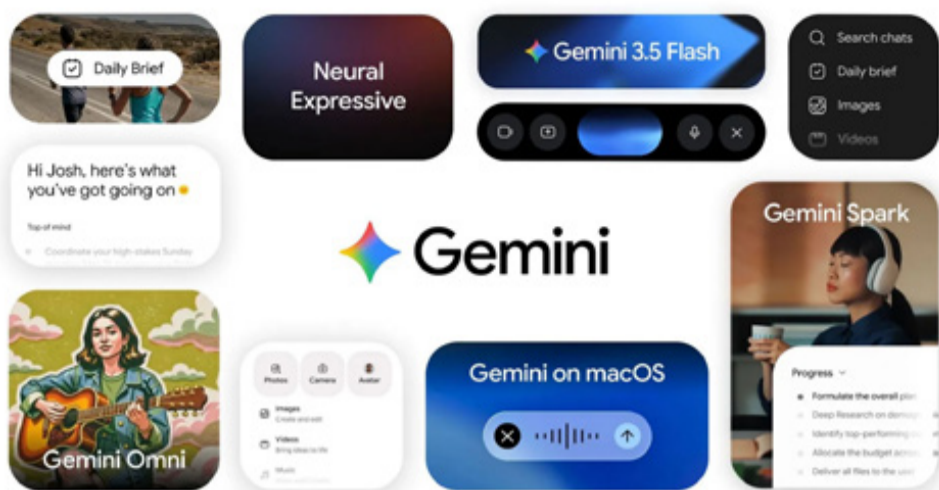 Daily Brief
Neural
Expressive
Gemini 3.5 Flash
Search chats
Daily brief
Images
Videos
Hi Josh, here's what
you've got going on
Top of mind
Coordinate your high-stakes Sunday
Gemini
Gemini Spark
Progress
Formulate the overall plan
Deep Research on
Identify top-performing
Allocate the budget across
Deliver all files to the user
Gemini Omni
Photos
Camera
Avatar
Images
Create and edit
Videos
Bring ideas to life
Music
Gemini on macOS